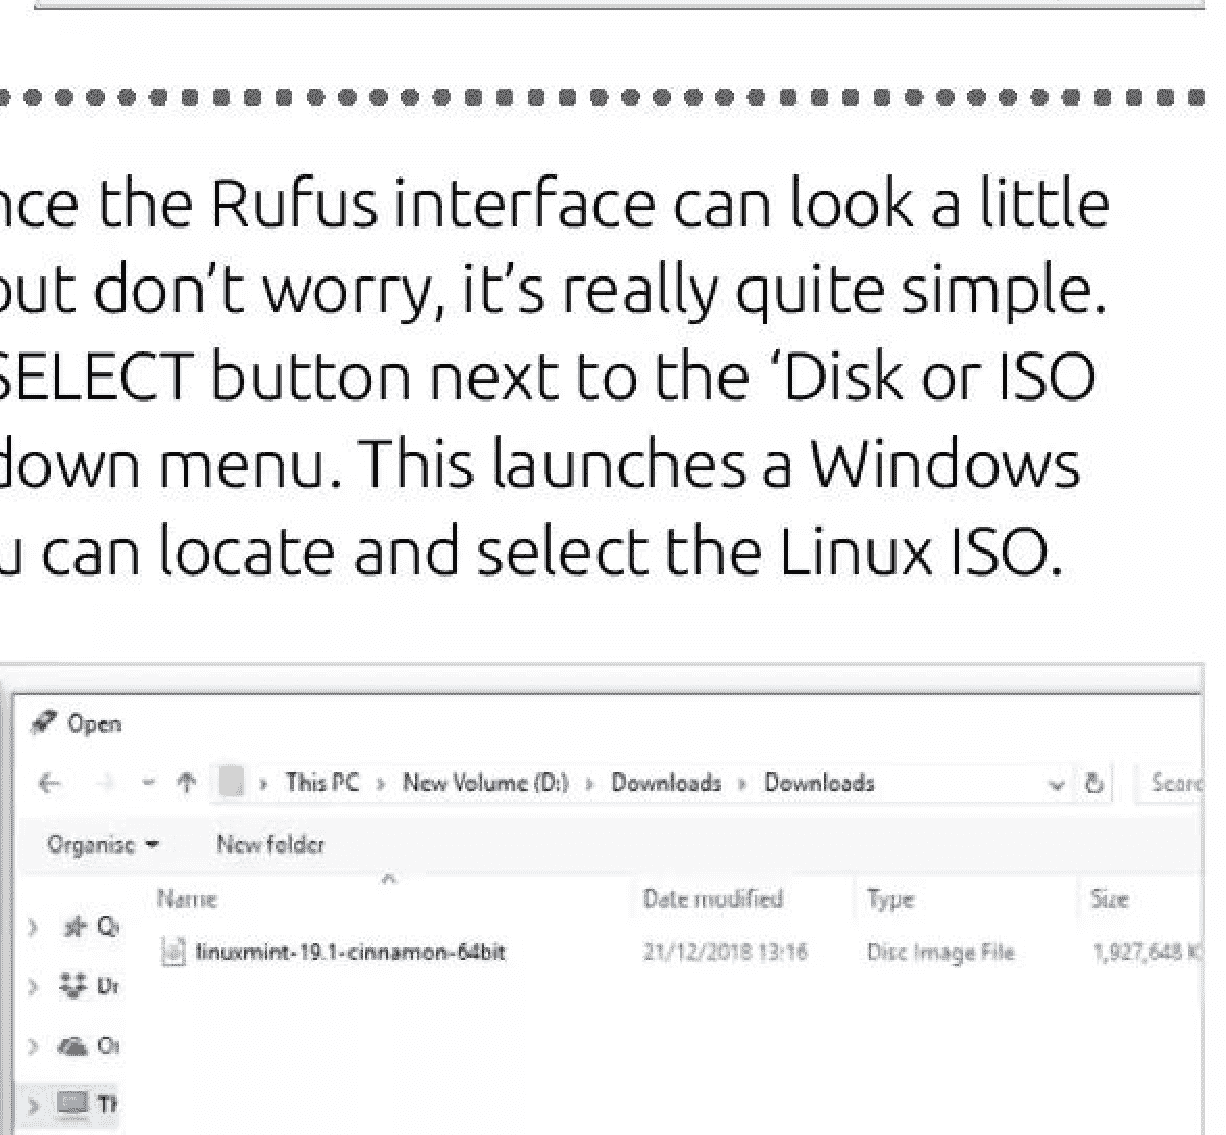 nce the Rufus interface can look a little
out don't worry, it's really quite simple.
SELECT button next to the ‘Disk or ISO
down menu. This launches a Windows
u can locate and select the Linux ISO.
Open
This PC › New Volume (D:) › Downloads › Downloads
Organise
New folder
Name
Date modified
Type
Size
linuxmint-19.1-cinnamon-64bit
21/12/2018 13:16
Disc Image File
1,927,648 K